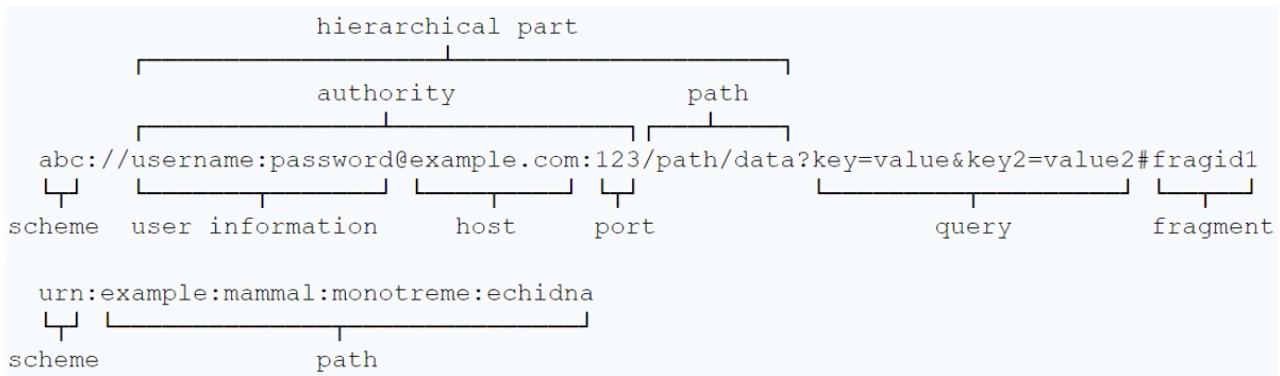 hierarchical part
authority path
abc://username:password@example.com:123/path/data?key=value&key2=value2#fragid1
scheme user information host port query fragment
urn:example:mammal:monotreme:echidna
scheme path